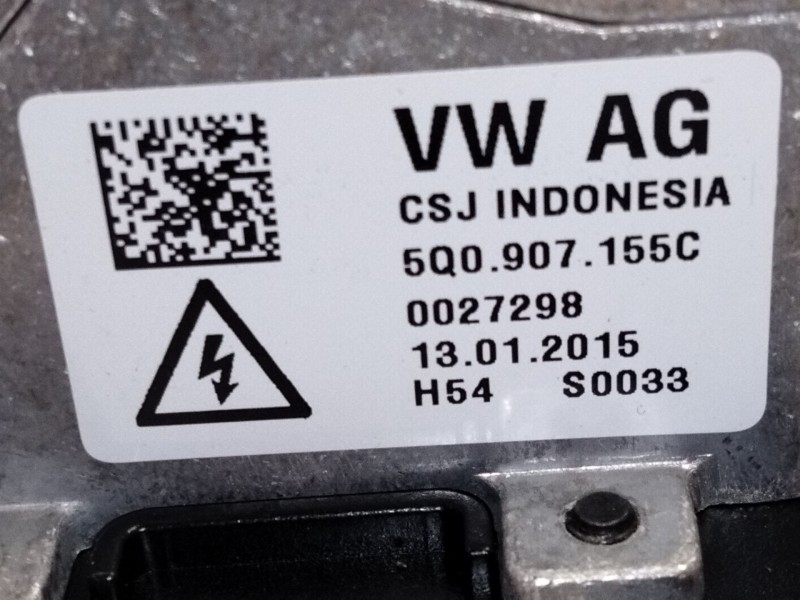 VW AG
CSJ INDONESIA
5Q0.907.155C
0027298
13.01.2015
H54 S0033